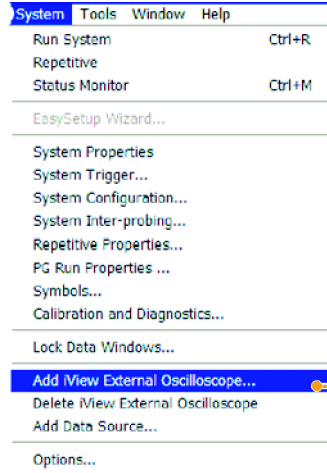 System Tools Window Help
Run System Ctrl+R
Repetitive
Status Monitor Ctrl+M
EasySetup Wizard...
System Properties
System Trigger...
System Configuration...
System Inter-probing...
Repetitive Properties...
PG Run Properties ...
Symbols...
Calibration and Diagnostics...
Lock Data Windows...
Add iView External Oscilloscope...
Delete iView External Oscilloscope
Add Data Source...
Options...